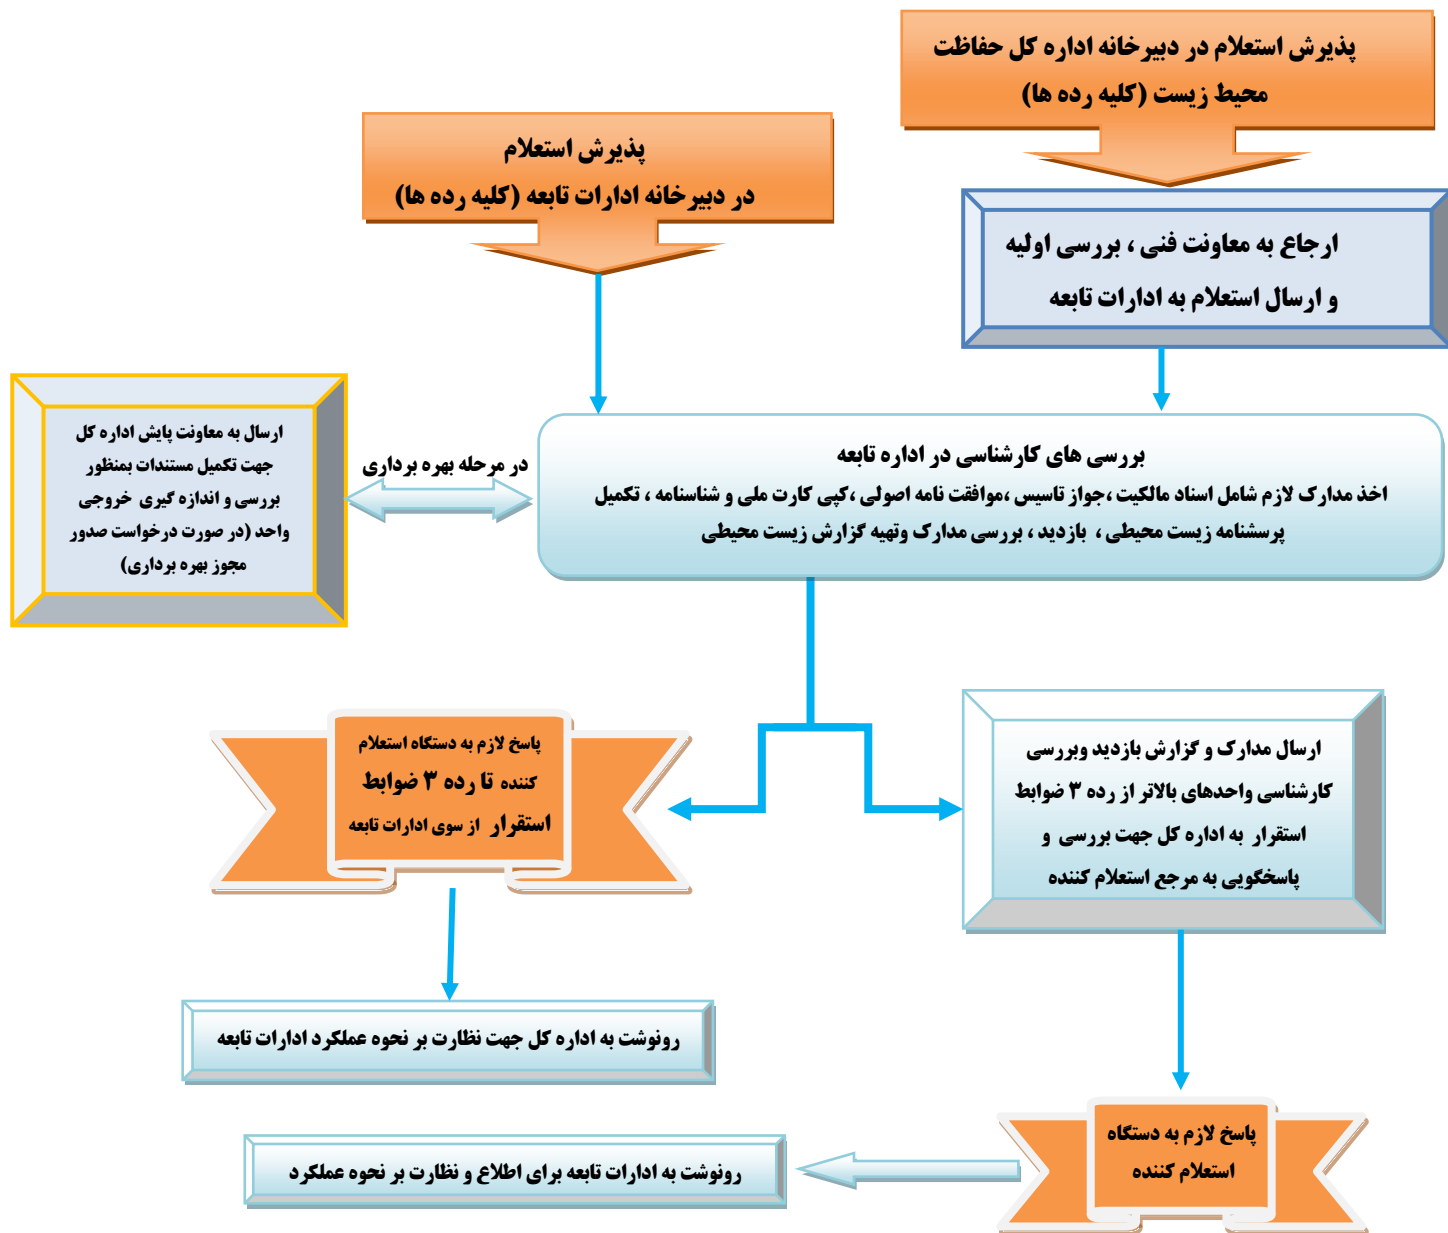 پذیرش استعلام در دبیرخانه اداره کل حفاظت
محیط زیست (کلیه رده ها)
پذیرش استعلام
در دبیرخانه ادارات تابعه (کلیه رده ها)
ارجاع به معاونت فنی ، بررسی اولیه
و ارسال استعلام به ادارات تابعه
بررسی های کارشناسی در اداره تابعه
اخذ مدارک لازم شامل اسناد مالکیت ،جواز تاسیس ،موافقت نامه اصولی ،کپی کارت ملی و شناسنامه ، تکمیل
پرسشنامه زیست محیطی ، بازدید ، بررسی مدارک وتهیه گزارش زیست محیطی
در مرحله بهره برداری
ارسال به معاونت پایش اداره کل
جهت تکمیل مستندات بمنظور
بررسی و اندازه گیری خروجی
واحد (در صورت درخواست صدور
مجوز بهره برداری)
ارسال مدارک و گزارش بازدید وبررسی
کارشناسی واحدهای بالاتر از رده ۳ ضوابط
استقرار به اداره کل جهت بررسی و
پاسخگویی به مرجع استعلام کننده
پاسخ لازم به دستگاه استعلام
کننده تا رده ۳ ضوابط
استقرار از سوی ادارات تابعه
رونوشت به اداره کل جهت نظارت بر نحوه عملکرد ادارات تابعه
پاسخ لازم به دستگاه
استعلام کننده
رونوشت به ادارات تابعه برای اطلاع و نظارت بر نحوه عملکرد